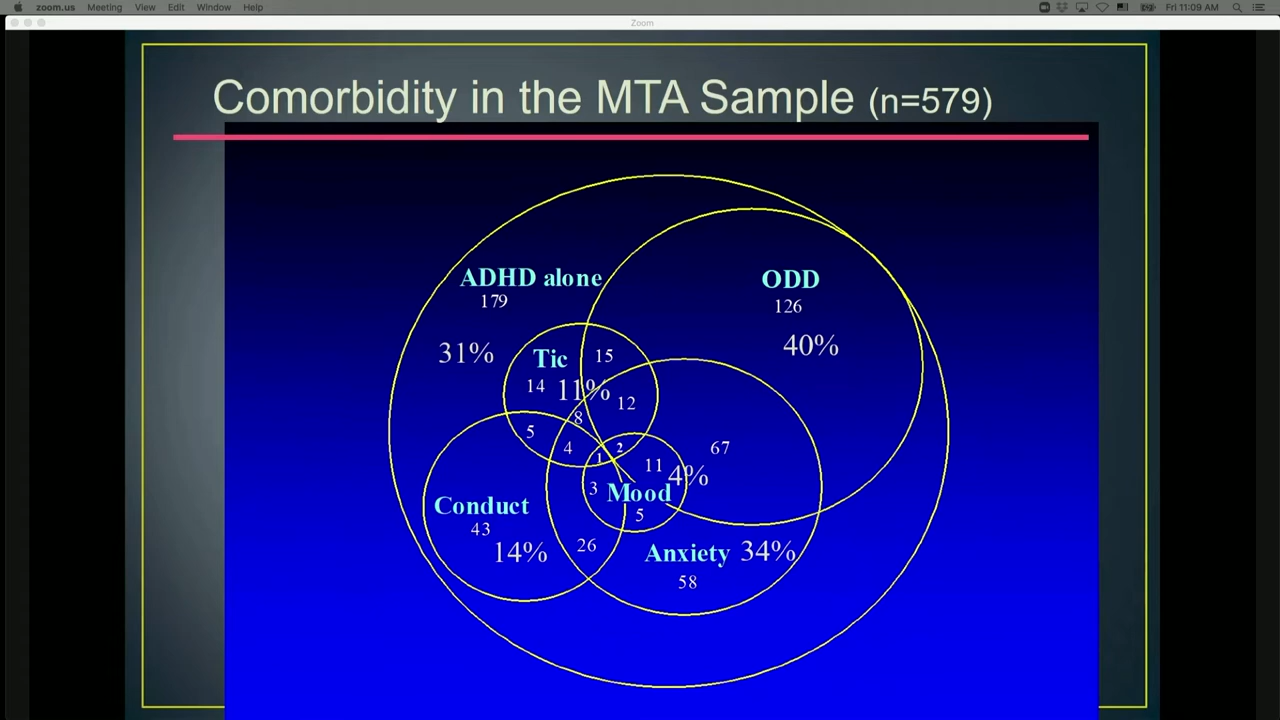 zoom.us Meeting View Edit Window Help Fri 11:09 AM
Zoom
Comorbidity in the MTA Sample (n=579)
ADHD alone
179
31%
ODD
126
40%
Tic
15
14
11%
12
8
5
4
1
2
67
11
4%
3
Mood
5
Conduct
43
14%
26
Anxiety 34%
58